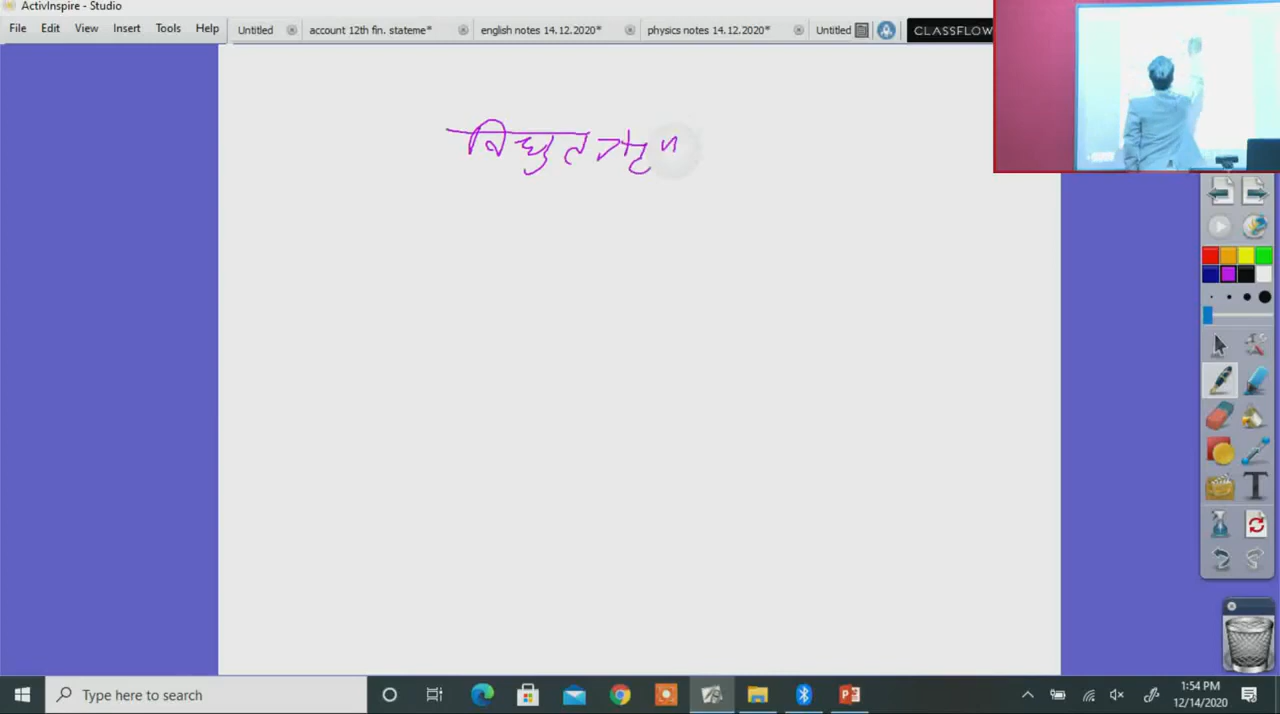 ActivInspire - Studio
File Edit View Insert Tools Help
Untitled account 12th fin. stateme* english notes 14.12.2020* physics notes 14.12.2020* Untitled CLASSFLOW
विद्युत
T
Type here to search
1:54 PM
12/14/2020